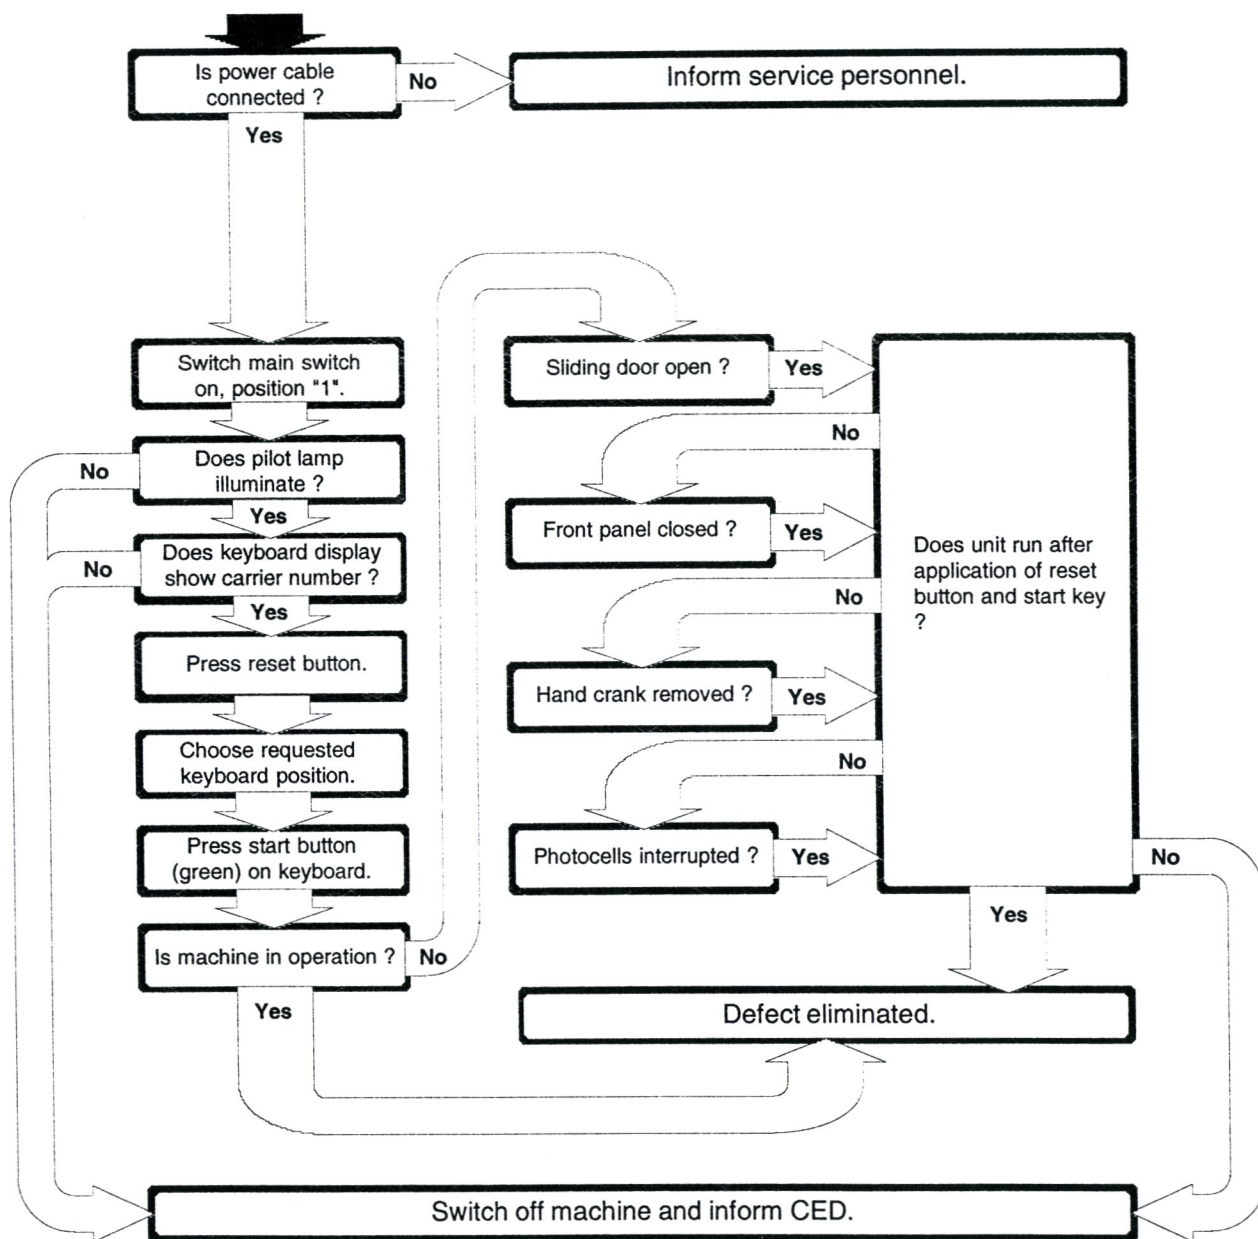 Is power cable
connected ?
No
Inform service personnel.
Yes
Switch main switch
on, position "1".
Sliding door open ?
Yes
No
No
Does pilot lamp
illuminate ?
Yes
Front panel closed ?
Yes
Does unit run after
application of reset
button and start key
?
No
Does keyboard display
show carrier number ?
Yes
No
Press reset button.
Hand crank removed ?
Yes
Choose requested
keyboard position.
No
Press start button
(green) on keyboard.
Photocells interrupted ?
Yes
No
Is machine in operation ?
No
Yes
Yes
Defect eliminated.
Switch off machine and inform CED.